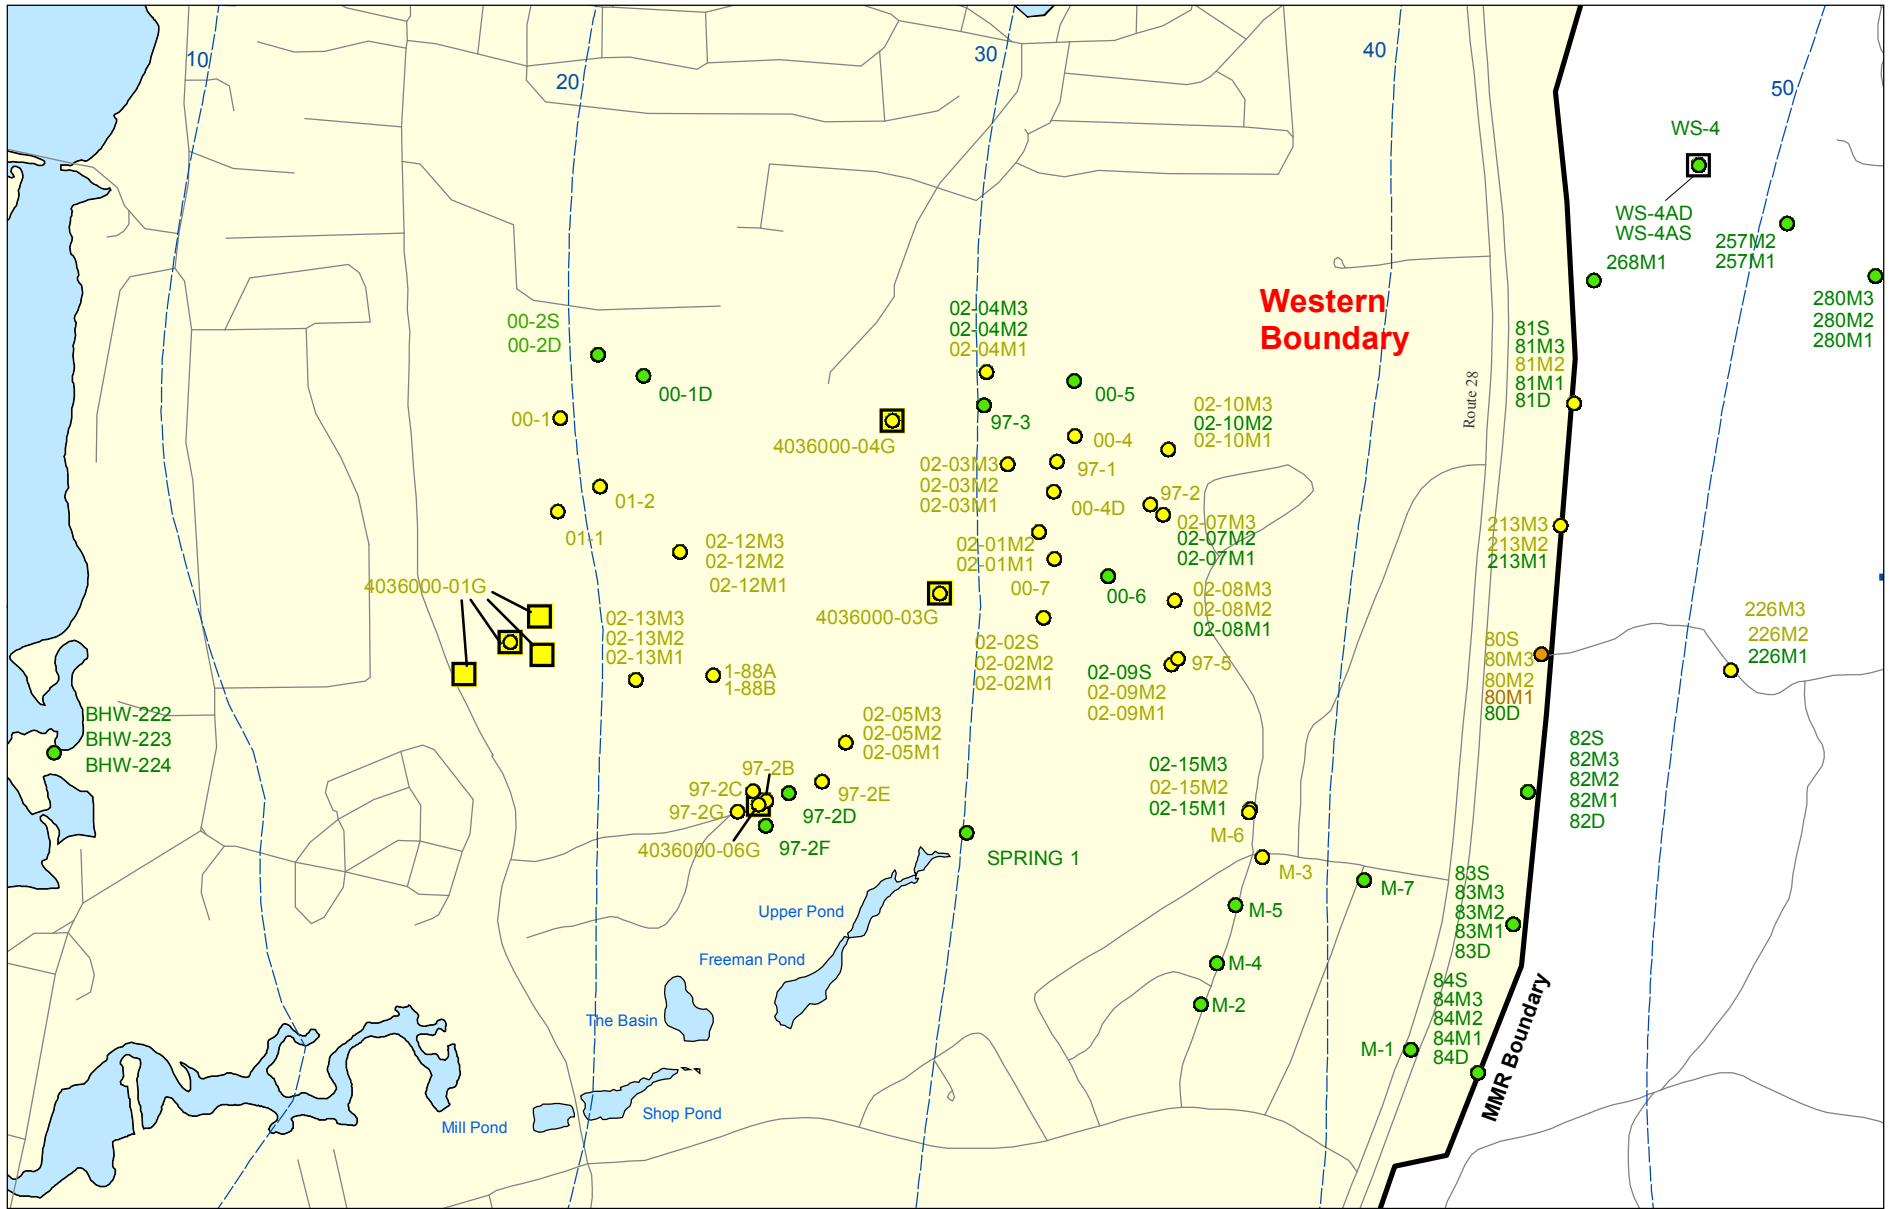 10
20
30
40
50
WS-4
WS-4AD
WS-4AS
257M2
257M1
268M1
280M3
280M2
280M1
Western
Boundary
00-2S
00-2D
00-1D
00-1
01-2
01-1
02-04M3
02-04M2
02-04M1
97-3
00-5
4036000-04G
00-4
97-1
00-4D
02-03M3
02-03M2
02-03M1
02-10M3
02-10M2
02-10M1
97-2
02-07M3
02-07M2
02-07M1
02-01M2
02-01M1
00-7
00-6
02-08M3
02-08M2
02-08M1
Route 28
81S
81M3
81M2
81M1
81D
213M3
213M2
213M1
02-12M3
02-12M2
02-12M1
4036000-01G
4036000-03G
02-13M3
02-13M2
02-13M1
1-88A
1-88B
02-02S
02-02M2
02-02M1
97-5
02-09S
02-09M2
02-09M1
80S
80M3
80M2
80M1
80D
226M3
226M2
226M1
BHW-222
BHW-223
BHW-224
02-05M3
02-05M2
02-05M1
97-2B
97-2C
97-2E
97-2G
97-2D
4036000-06G
97-2F
SPRING 1
02-15M3
02-15M2
02-15M1
M-6
M-3
82S
82M3
82M2
82M1
82D
M-7
M-5
M-4
M-2
M-1
83S
83M3
83M2
83M1
83D
84S
84M3
84M2
84M1
84D
MMR Boundary
Upper Pond
Freeman Pond
The Basin
Shop Pond
Mill Pond